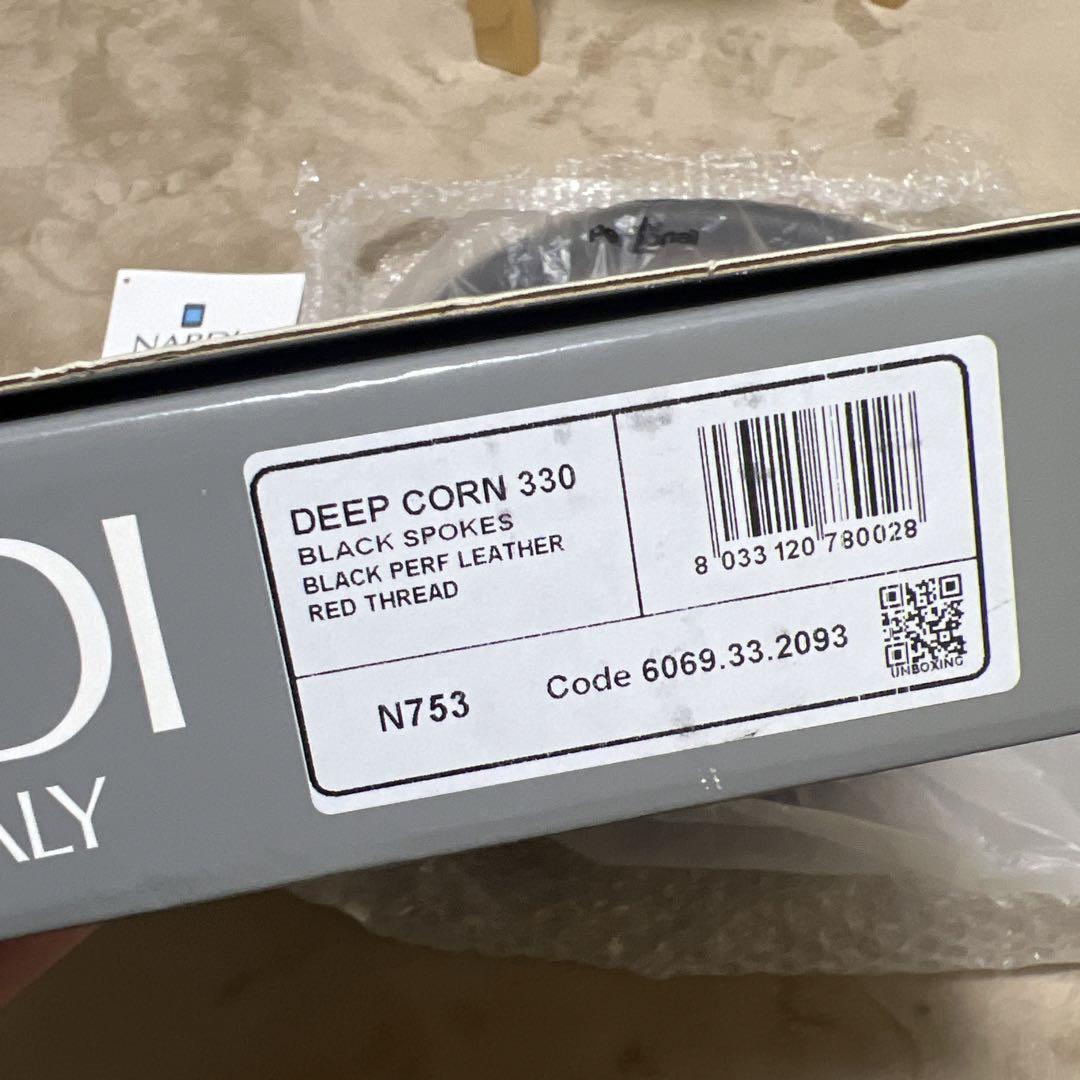 DI
ALY
DEEP CORN 330
BLACK SPOKES
BLACK PERF LEATHER
RED THREAD
8 033120 780028
N753
Code 6069.33.2093
UNBOXING